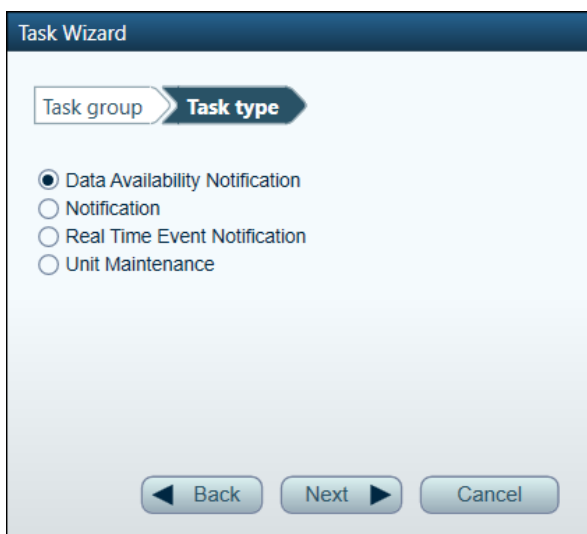 Task Wizard
Task group Task type
Data Availability Notification
Notification
Real Time Event Notification
Unit Maintenance
Back Next Cancel